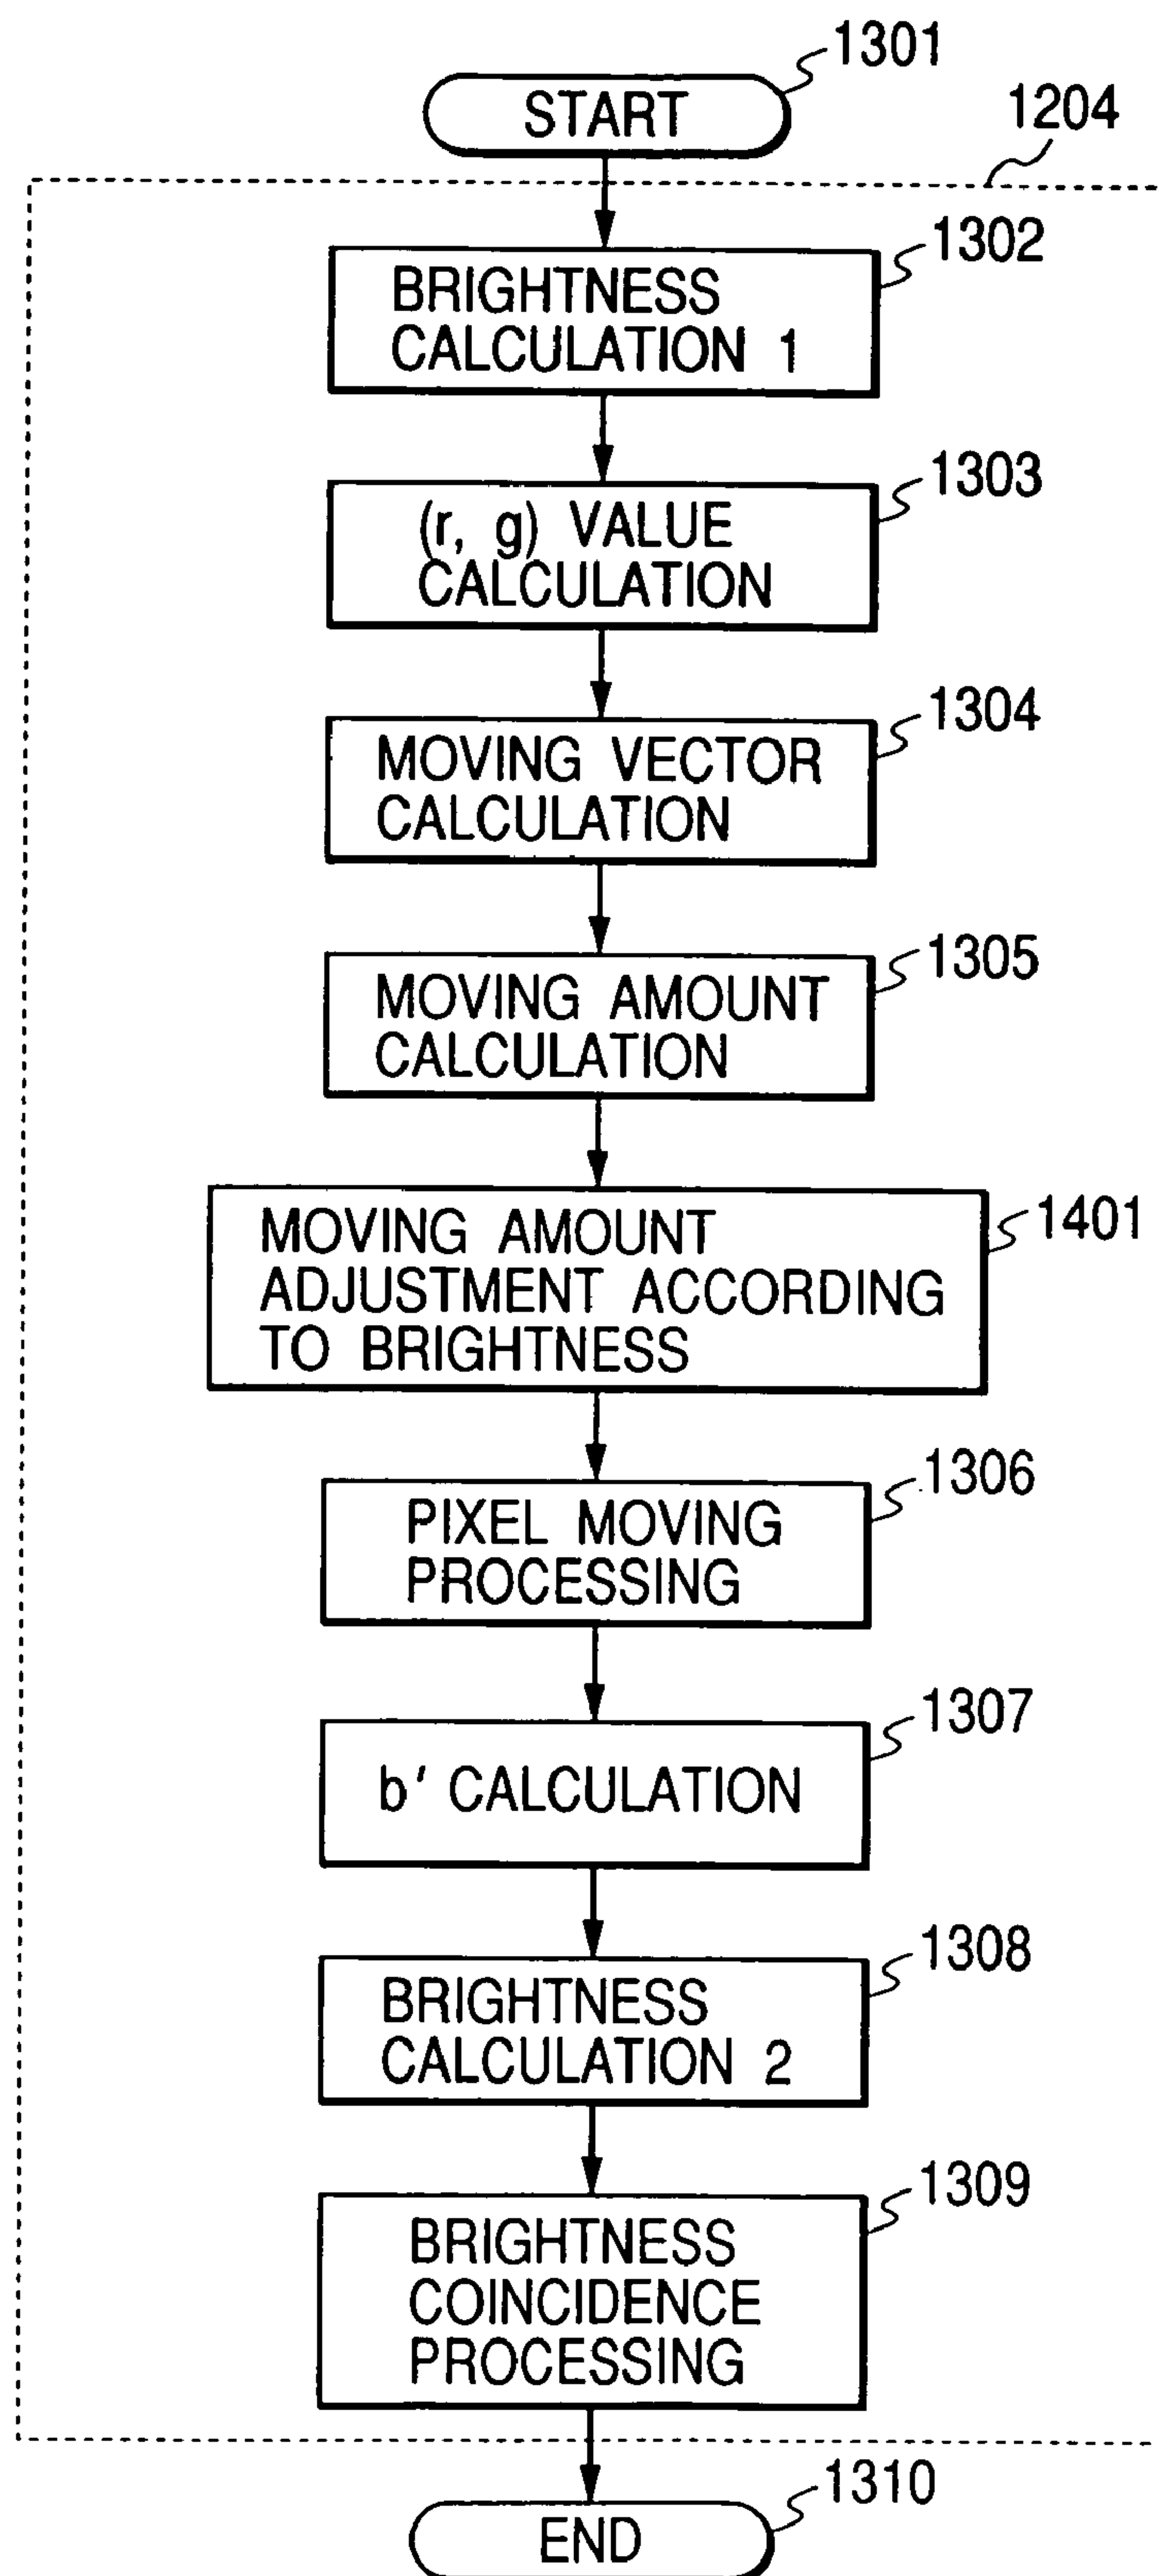 1301
START
1204
1302
BRIGHTNESS
CALCULATION 1
1303
(r, g) VALUE
CALCULATION
1304
MOVING VECTOR
CALCULATION
1305
MOVING AMOUNT
CALCULATION
1401
MOVING AMOUNT
ADJUSTMENT ACCORDING
TO BRIGHTNESS
1306
PIXEL MOVING
PROCESSING
1307
b′ CALCULATION
1308
BRIGHTNESS
CALCULATION 2
1309
BRIGHTNESS
COINCIDENCE
PROCESSING
1310
END